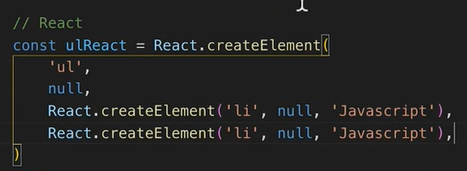 // React
const ulReact = React.createElement(
    'ul',
    null,
    React.createElement('li', null, 'Javascript'),
    React.createElement('li', null, 'Javascript'),
)